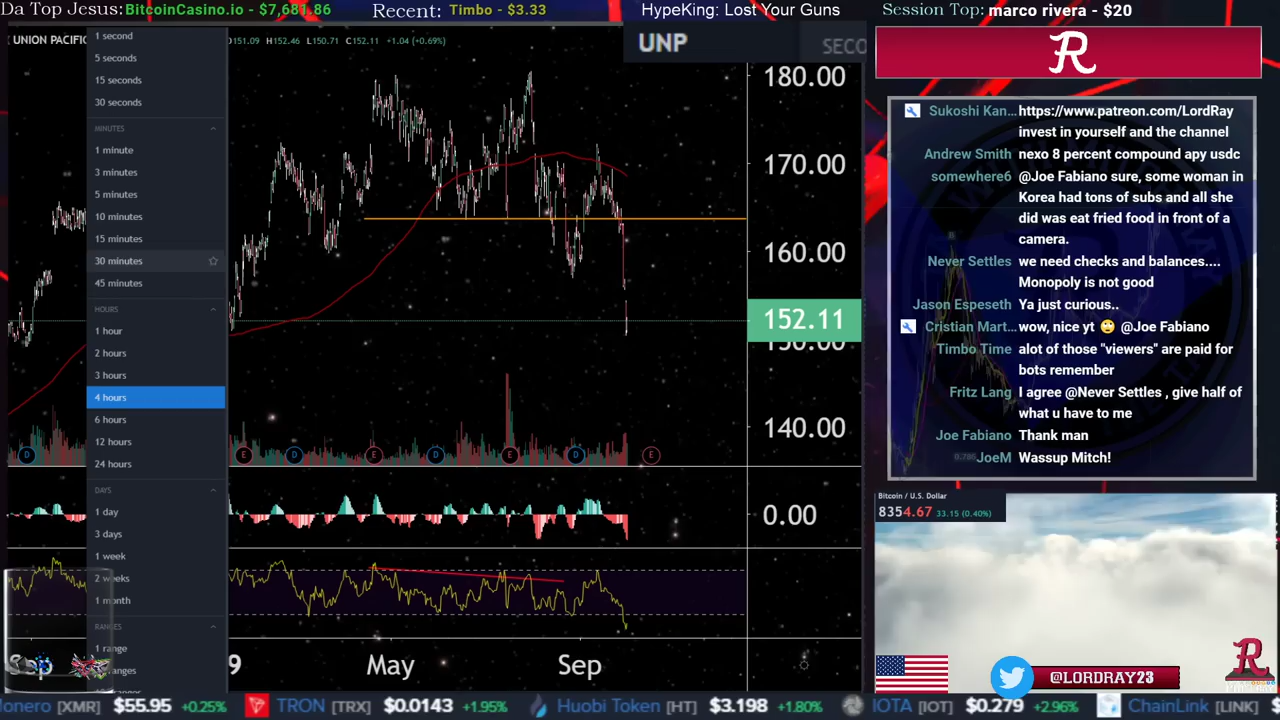 Da Top Jesus: BitcoinCasino.io - $7,681.86
Recent: Timbo - $3.33
HypeKing: Lost Your Guns
Session Top: marco rivera - $20
UNION PACIFIC
151.09 H152.46 L150.71 C152.11 +1.04 (+0.69%)
UNP
SECO
1 second
5 seconds
15 seconds
30 seconds
MINUTES
1 minute
3 minutes
5 minutes
10 minutes
15 minutes
30 minutes
45 minutes
HOURS
1 hour
2 hours
3 hours
4 hours
6 hours
12 hours
24 hours
DAYS
1 day
3 days
1 week
2 weeks
1 month
RANGES
1 range
180.00
170.00
160.00
152.11
150.00
140.00
0.00
D
E
D
E
D
E
D
E
Sep
9
May
Sep
R
Sukoshi Kan... https://www.patreon.com/LordRay
invest in yourself and the channel
Andrew Smith nexo 8 percent compound apy usdc
somewhere6 @Joe Fabiano sure, some woman in
Korea had tons of subs and all she
did was eat fried food in front of a
camera.
Never Settles we need checks and balances....
Monopoly is not good
Jason Espeseth Ya just curious..
Cristian Mart... wow, nice yt 🙄 @Joe Fabiano
Timbo Time alot of those "viewers" are paid for
bots remember
Fritz Lang I agree @Never Settles , give half of
what u have to me
Joe Fabiano Thank man
JoeM Wassup Mitch!
0.786
Bitcoin / U.S. Dollar
8354.67 33.15 (0.40%)
@LORDRAY23
R
Monero [XMR] $55.95 +0.25% TRON [TRX] $0.0143 +1.95% Huobi Token [HT] $3.198 +1.80% IOTA [IOT] $0.279 +2.96% ChainLink [LINK]